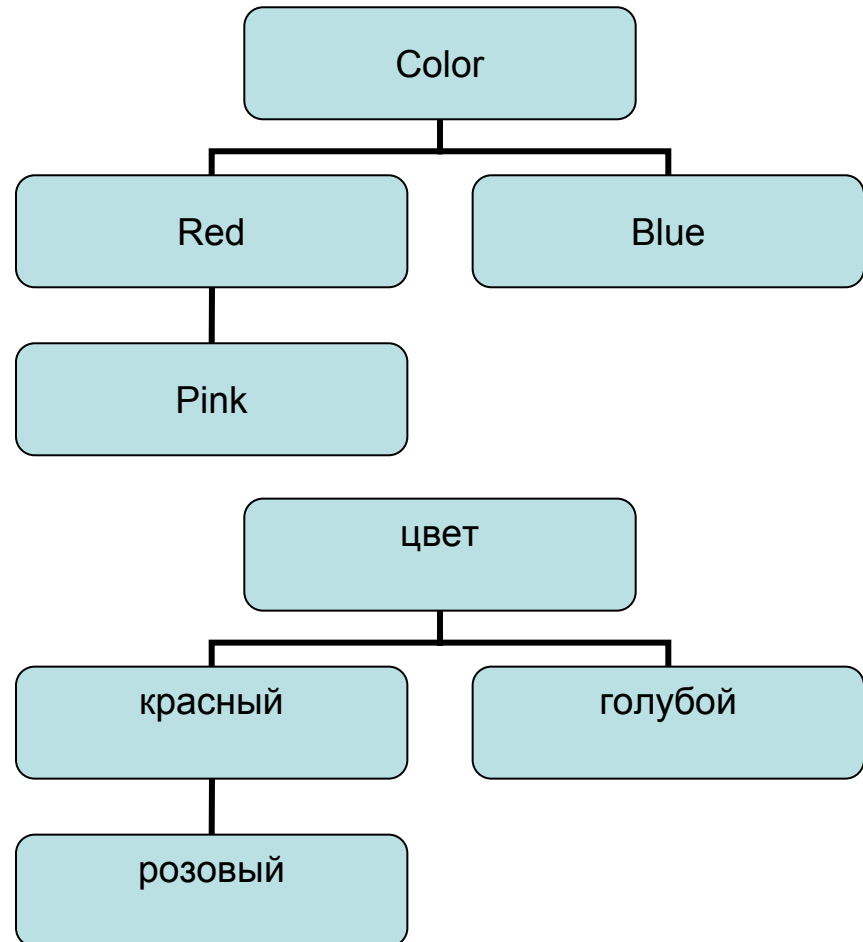 Color
Red
Blue
Pink
цвет
красный
голубой
розовый